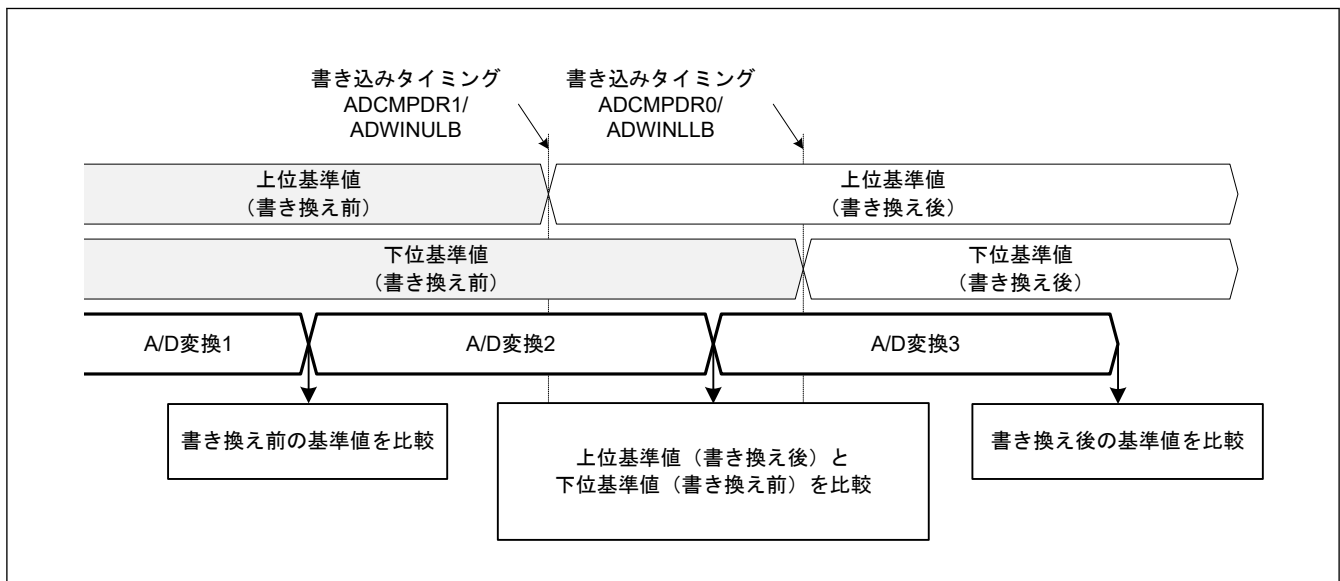 書き込みタイミング
ADCMPDR1/
ADWINULB
書き込みタイミング
ADCMPDR0/
ADWINLLB
上位基準値
（書き換え前）
上位基準値
（書き換え後）
下位基準値
（書き換え前）
下位基準値
（書き換え後）
A/D変換1
A/D変換2
A/D変換3
書き換え前の基準値を比較
上位基準値（書き換え後）と
下位基準値（書き換え前）を比較
書き換え後の基準値を比較